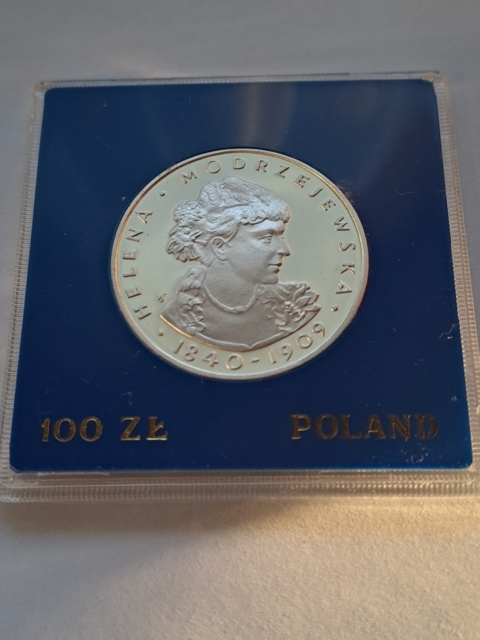 HELENA · MODRZEJEWSKA ·
· 1840-1909
100 ZŁ POLAND